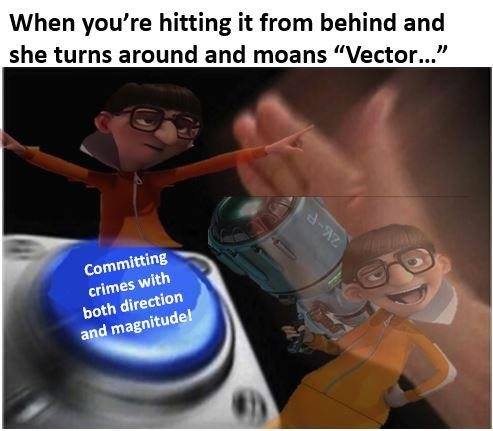 When you’re hitting it from behind and
she turns around and moans “Vector...”
Committing
crimes with
both direction
and magnitude!